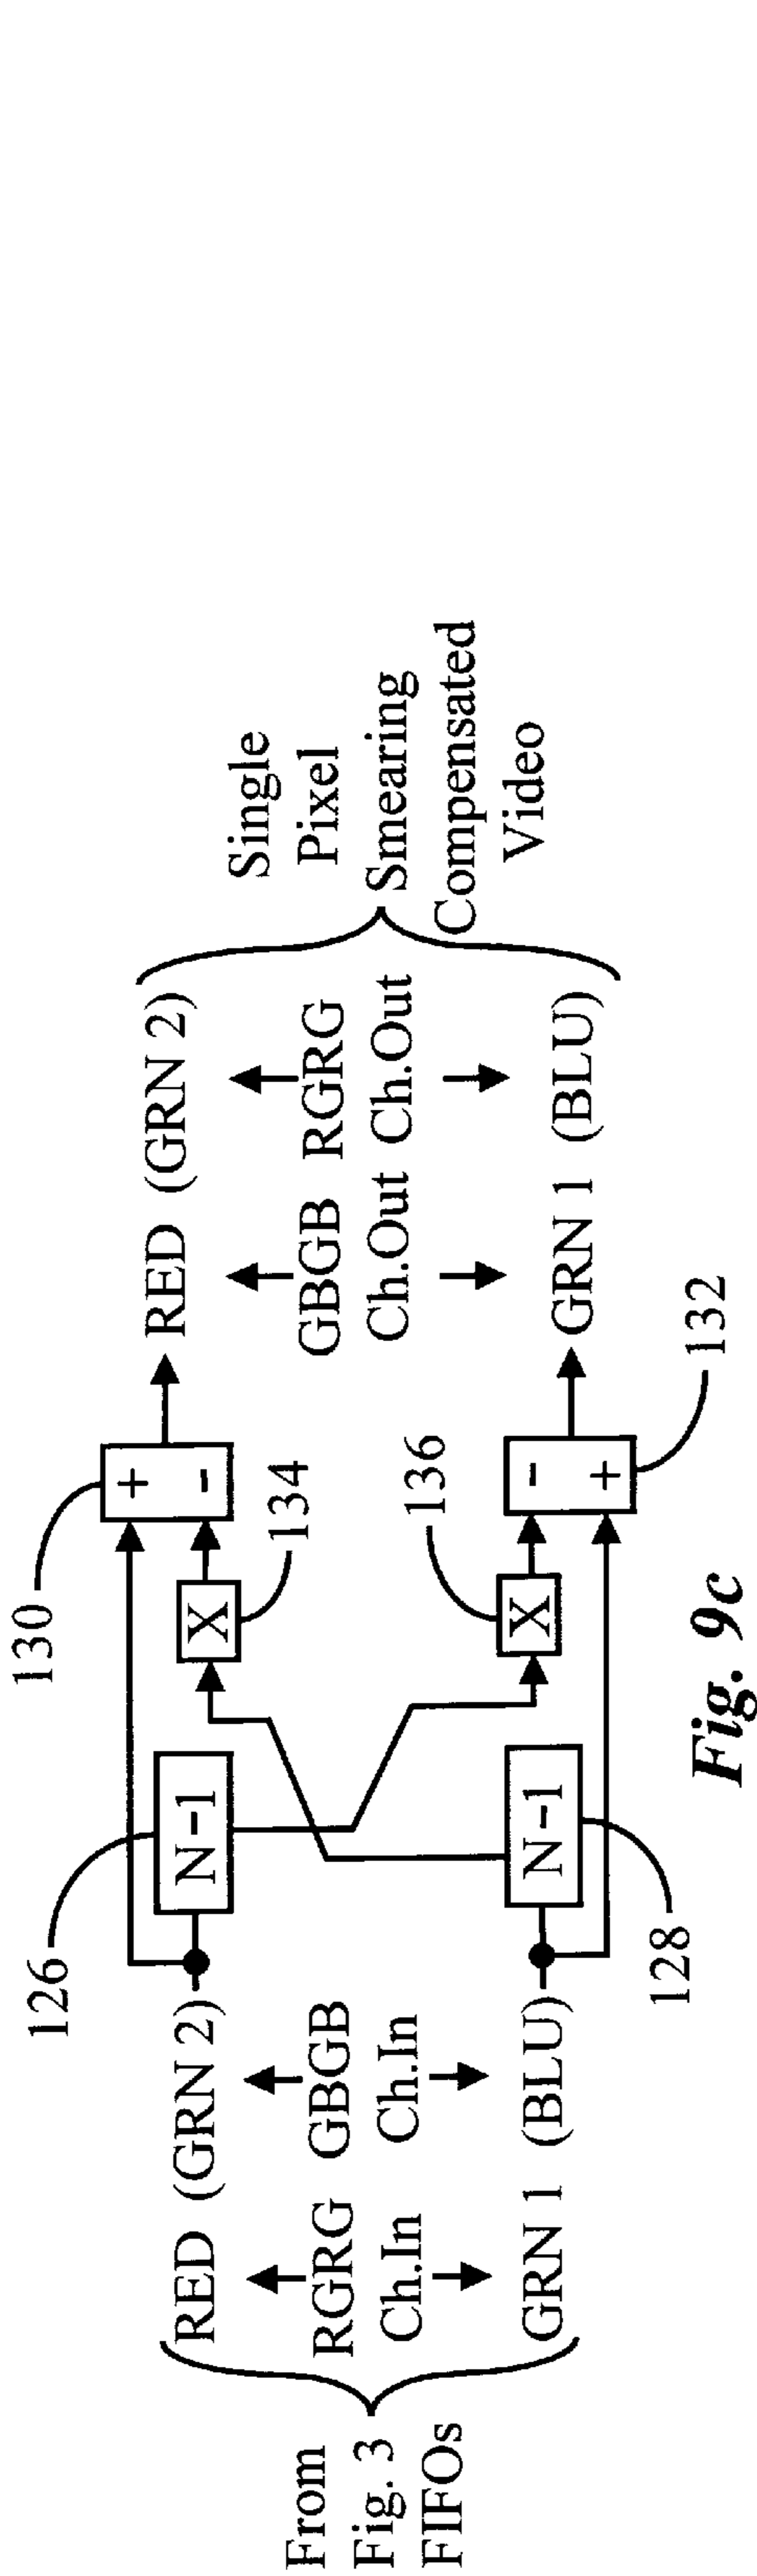 From
Fig. 3
FIFOs
RED (GRN 2)
RGRG GBGB
Ch.In Ch.In
GRN 1 (BLU)
126
N-1
N-1
128
130
+
-
X
134
136
X
-
+
132
RED (GRN 2)
GBGB RGRG
Ch.Out Ch.Out
GRN 1 (BLU)
Single
Pixel
Smearing
Compensated
Video
Fig. 9c